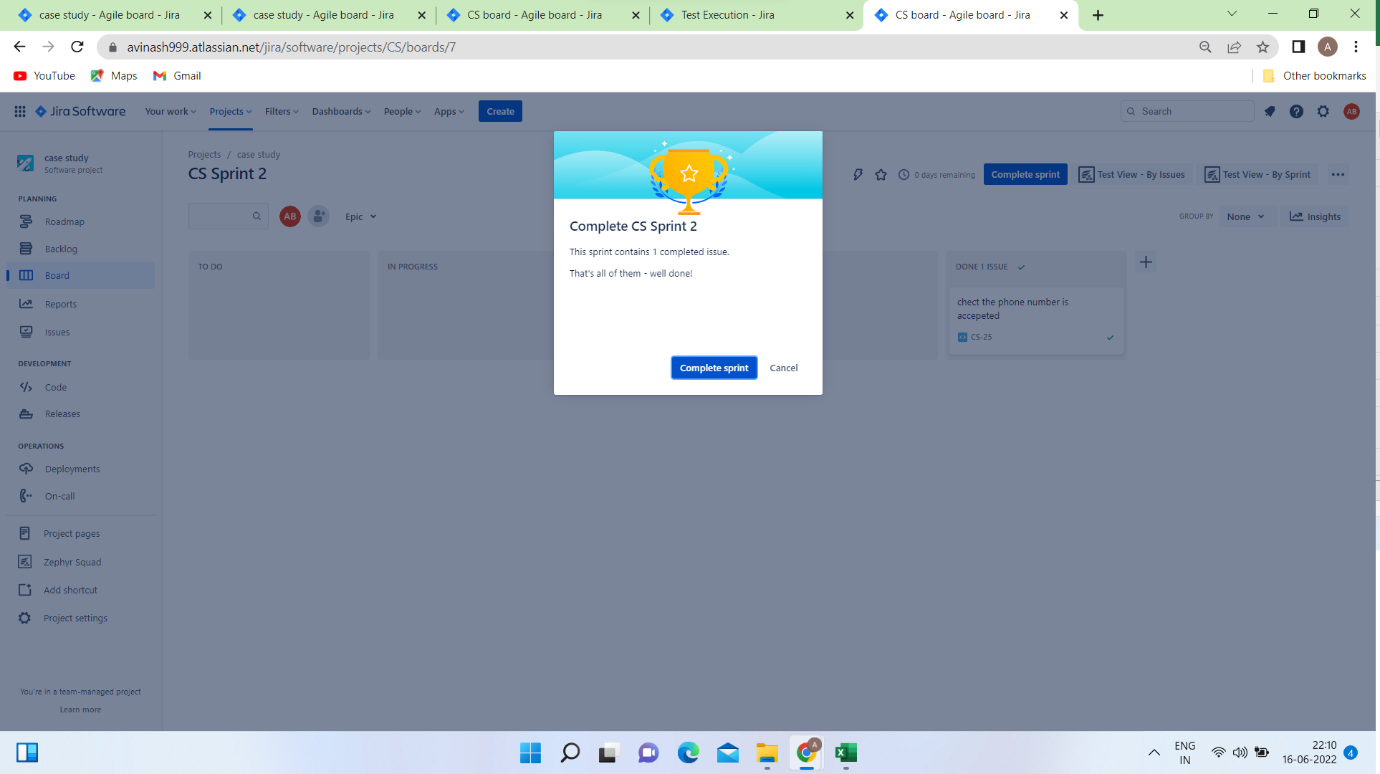 case study - Agile board - Jira
case study - Agile board - Jira
CS board - Agile board - Jira
Test Execution - Jira
CS board - Agile board - Jira
avinash999.atlassian.net/jira/software/projects/CS/boards/7
A
YouTube
Maps
Gmail
Other bookmarks
Jira Software
Your work
Projects
Filters
Dashboards
People
Apps
Create
Search
AB
case study
Software project
PLANNING
Roadmap
Backlog
Board
Reports
Issues
DEVELOPMENT
Code
Releases
OPERATIONS
Deployments
On-call
Project pages
Zephyr Squad
Add shortcut
Project settings
You're in a team-managed project
Learn more
Projects / case study
CS Sprint 2
0 days remaining
Complete sprint
Test View - By Issues
Test View - By Sprint
AB
Epic
GROUP BY
None
Insights
TO DO
IN PROGRESS
DONE 1 ISSUE
chect the phone number is
accepeted
CS-25
Complete CS Sprint 2
This sprint contains 1 completed issue.
That's all of them - well done!
Complete sprint
Cancel
A
ENG
IN
22:10
16-06-2022
4